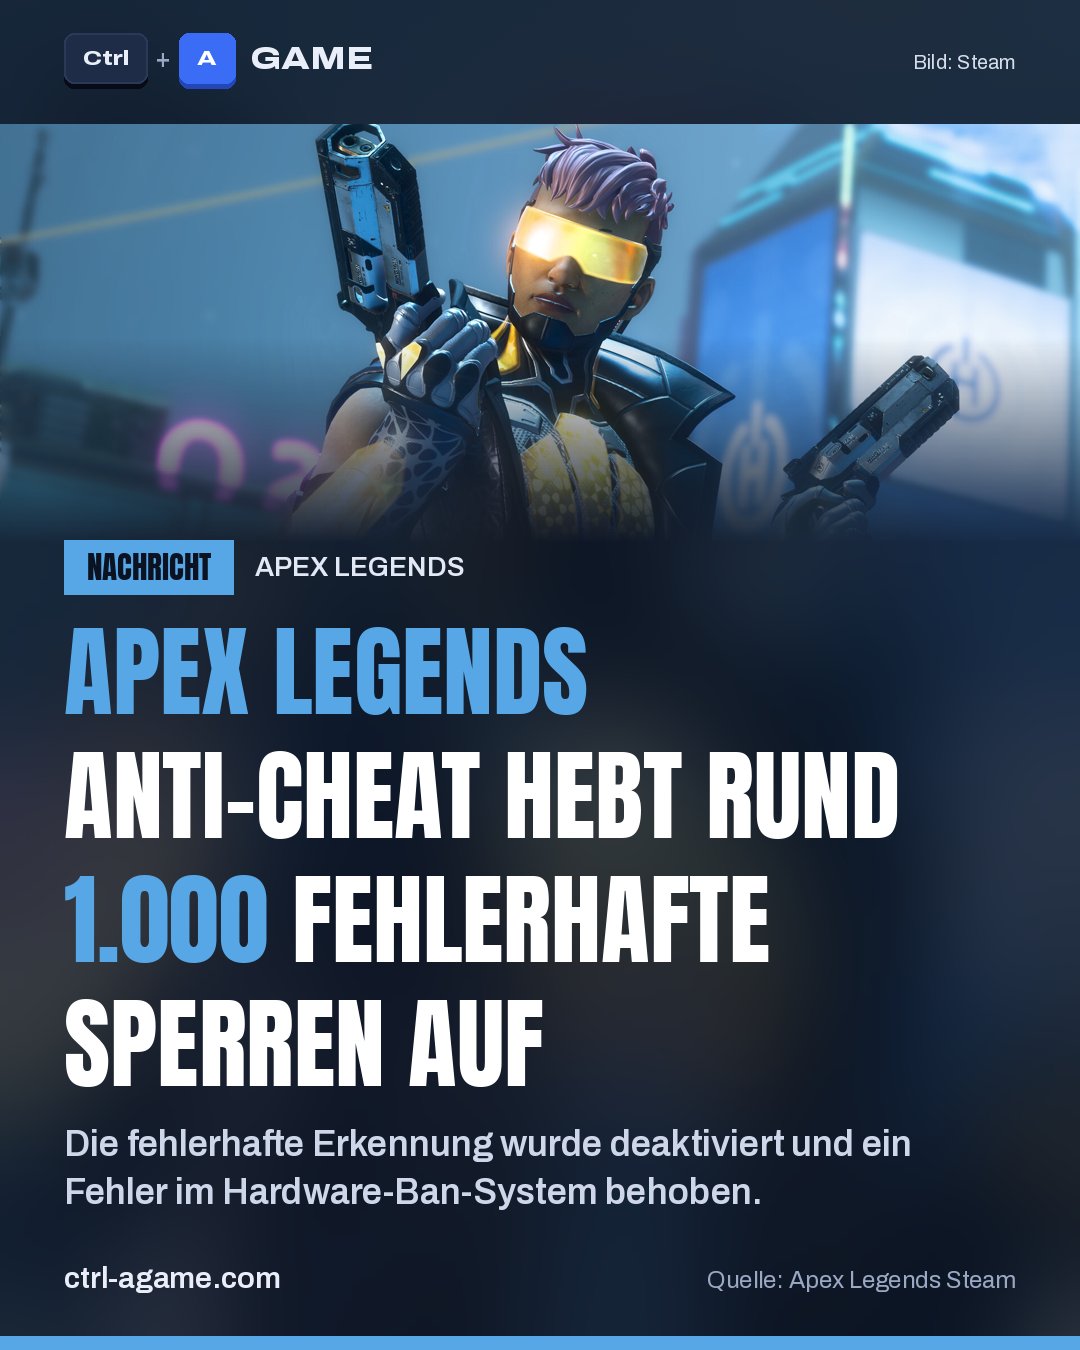 Ctrl + A GAME
Bild: Steam
NACHRICHT APEX LEGENDS
APEX LEGENDS
ANTI-CHEAT HEBT RUND
1.000 FEHLERHAFTE
SPERREN AUF
Die fehlerhafte Erkennung wurde deaktiviert und ein
Fehler im Hardware-Ban-System behoben.
ctrl-agame.com
Quelle: Apex Legends Steam